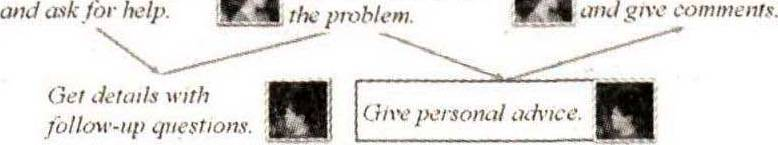 and ask for help.
the problem.
and give comments.
Get details with
follow-up questions.
Give personal advice.